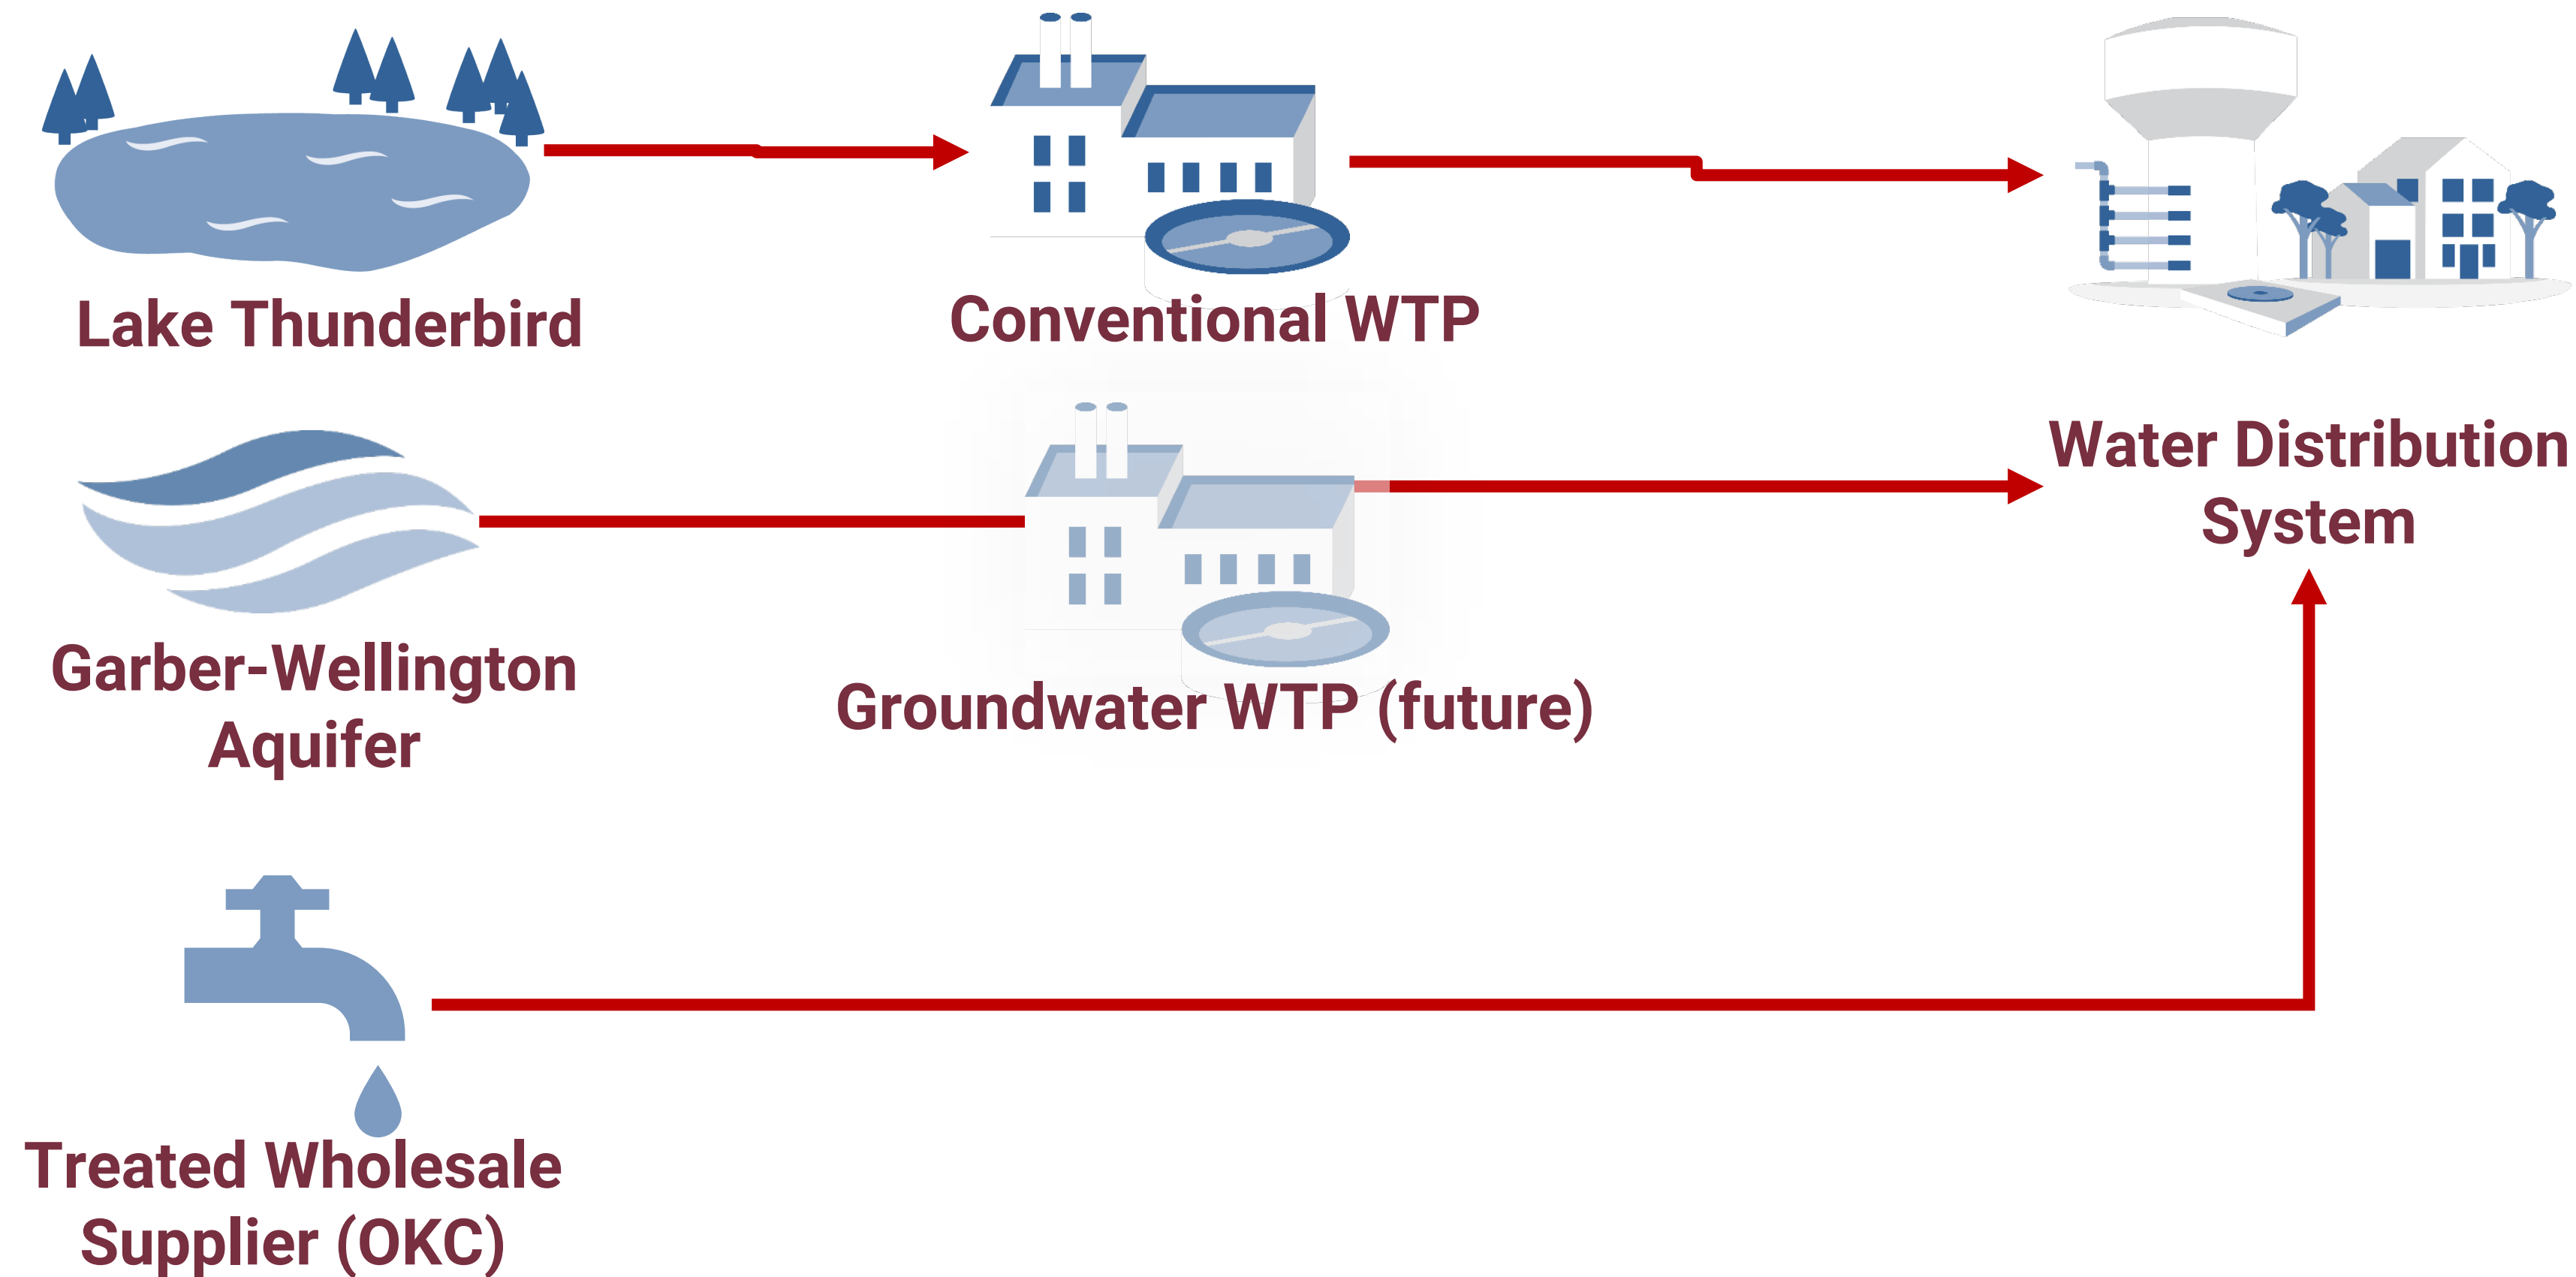 Lake Thunderbird
Conventional WTP
Water Distribution
System
Garber-Wellington
Aquifer
Groundwater WTP (future)
Treated Wholesale
Supplier (OKC)